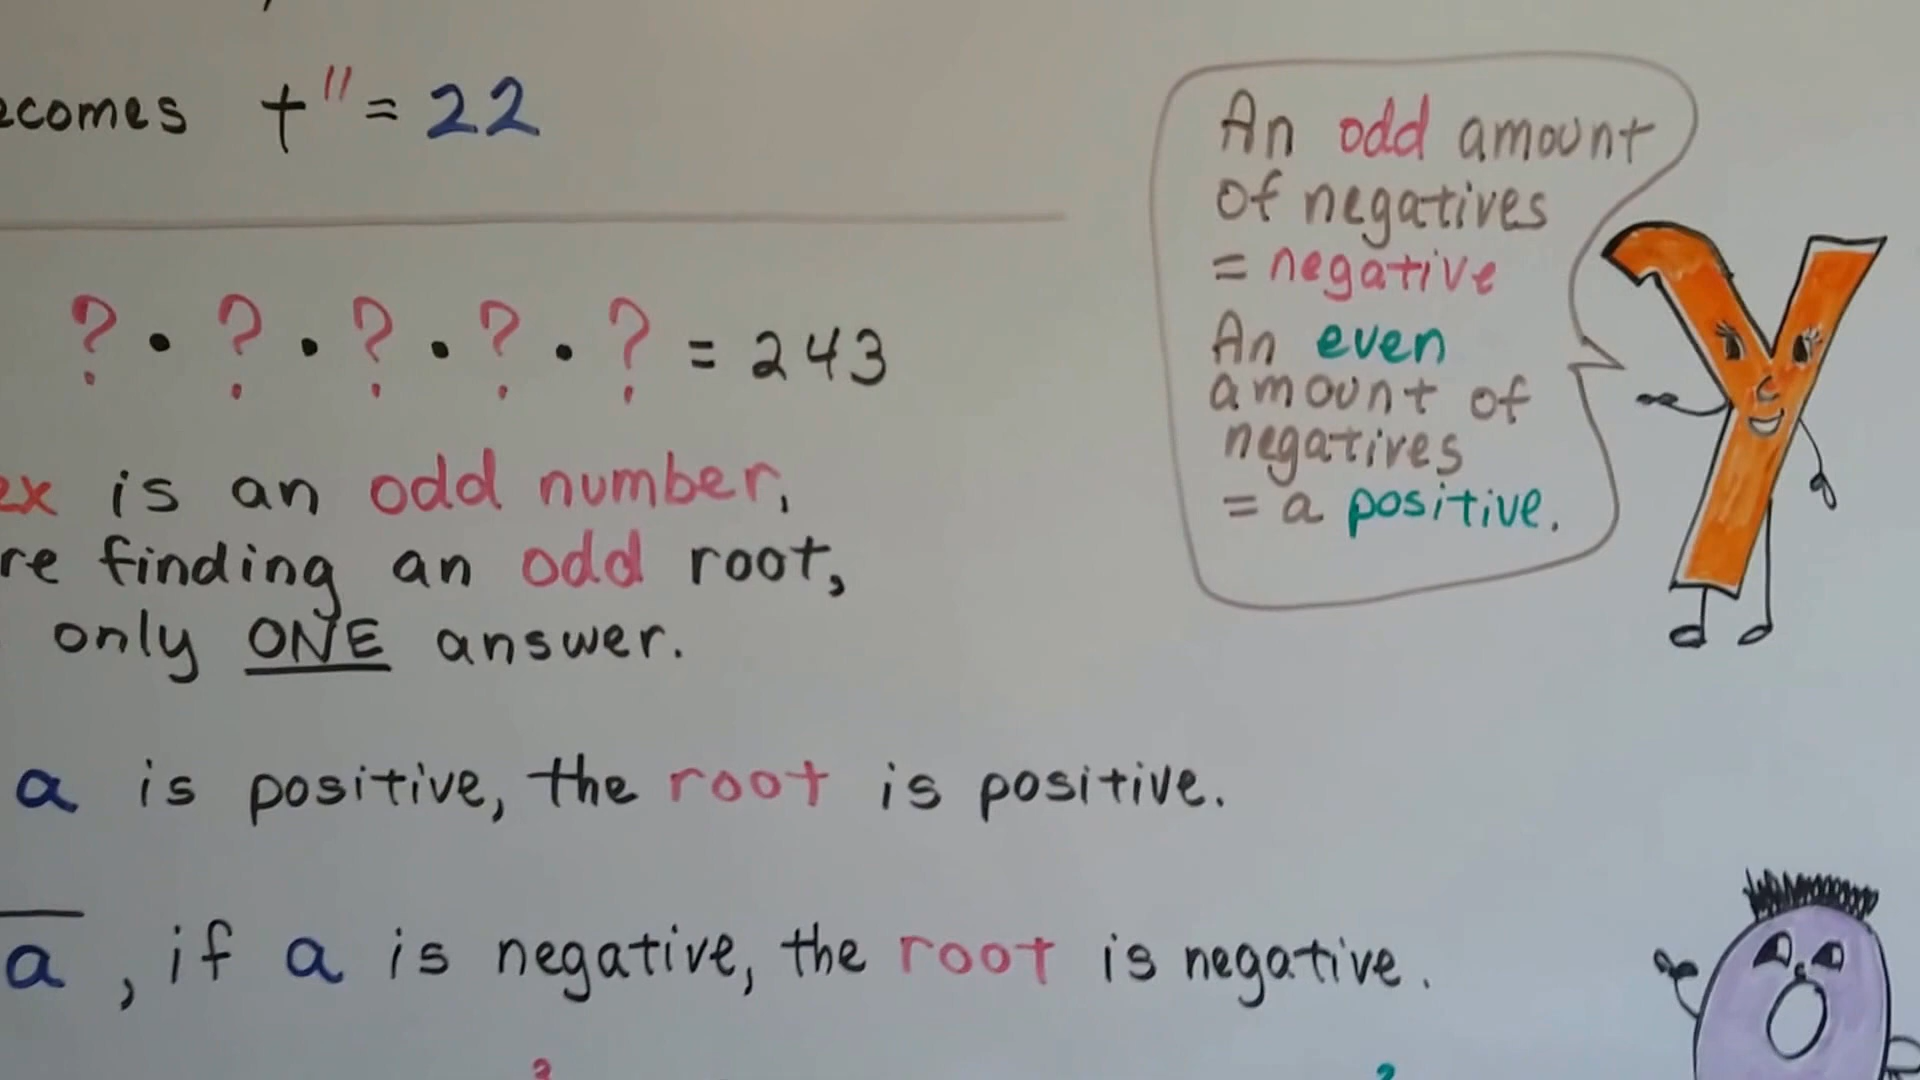 ecomes t¹¹ = 22
? · ? · ? · ? · ? = 243
ex is an odd number,
re finding an odd root,
only ONE answer.
a is positive, the root is positive.
a, if a is negative, the root is negative.
An odd amount
of negatives
= negative
An even
amount of
negatives
= a positive.